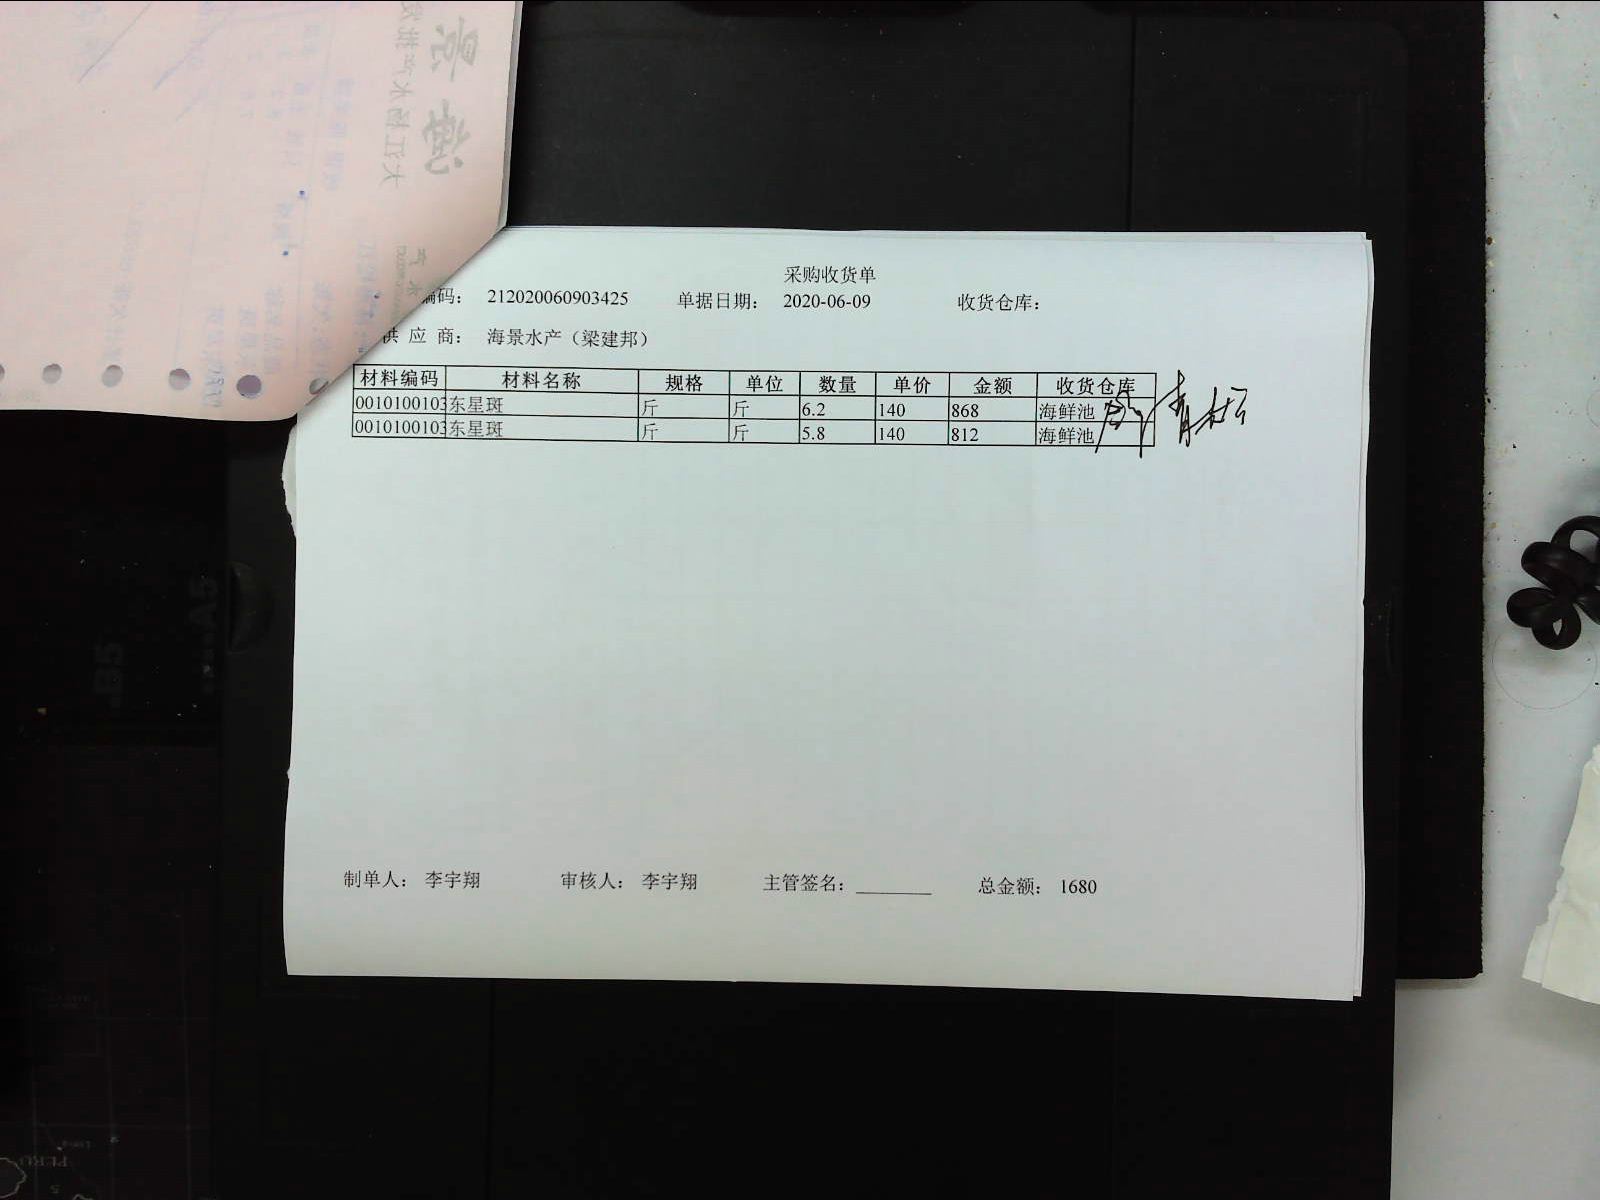 采购收货单
编码: 212020060903425 单据日期: 2020-06-09 收货仓库:
供 应 商: 海景水产（梁建邦）
材料编码 材料名称 规格 单位 数量 单价 金额 收货仓库
0010100103 东星斑 斤 斤 6.2 140 868 海鲜池
0010100103 东星斑 斤 斤 5.8 140 812 海鲜池
制单人: 李宇翔 审核人: 李宇翔 主管签名: ________ 总金额: 1680
B5
PERU